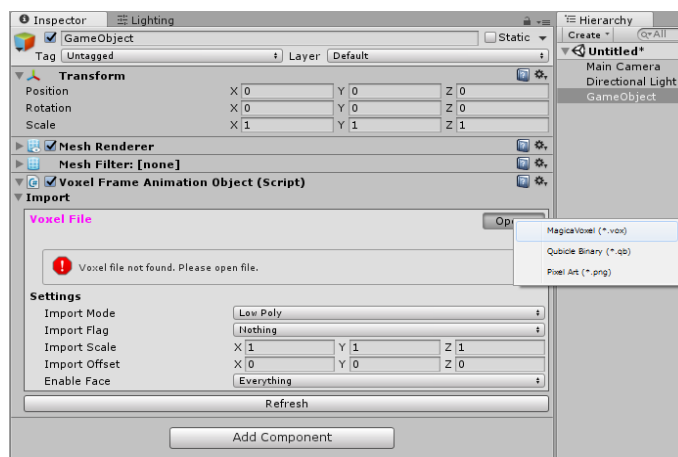 Inspector Lighting
GameObject Static
Tag Untagged Layer Default
Transform
Position X 0 Y 0 Z 0
Rotation X 0 Y 0 Z 0
Scale X 1 Y 1 Z 1
Mesh Renderer
Mesh Filter: [none]
Voxel Frame Animation Object (Script)
Import
Voxel File Op
Voxel file not found. Please open file.
Settings
Import Mode Low Poly
Import Flag Nothing
Import Scale X 1 Y 1 Z 1
Import Offset X 0 Y 0 Z 0
Enable Face Everything
Refresh
Add Component
MagicaVoxel (*.vox)
Qubicle Binary (*.qb)
Pixel Art (*.png)
Hierarchy
Create All
Untitled*
Main Camera
Directional Light
GameObject